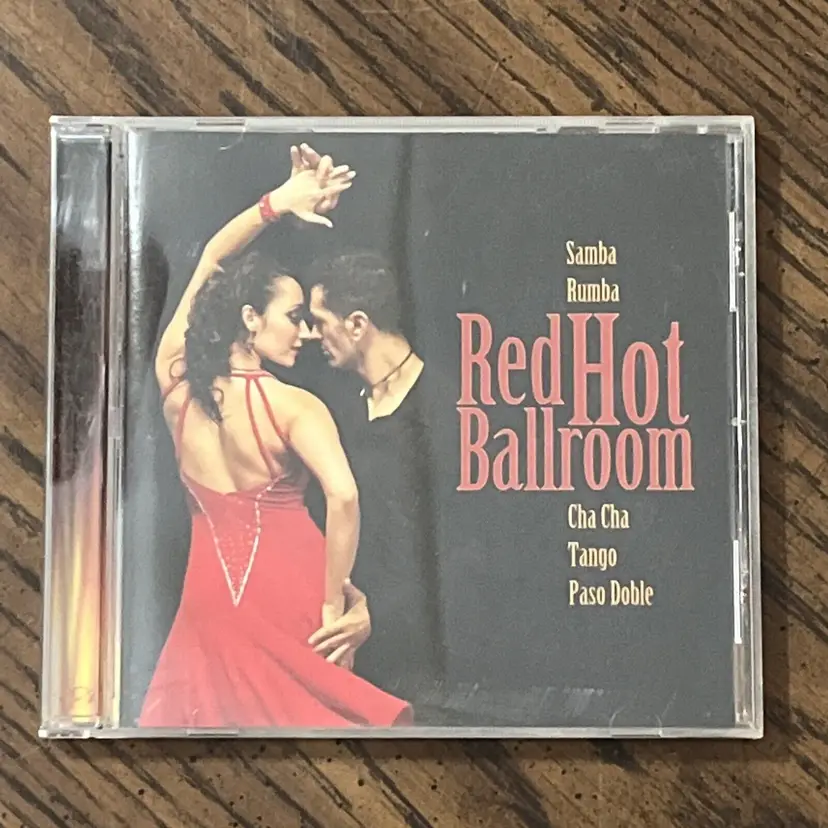 Samba
Rumba
Red Hot
Ballroom
Cha Cha
Tango
Paso Doble